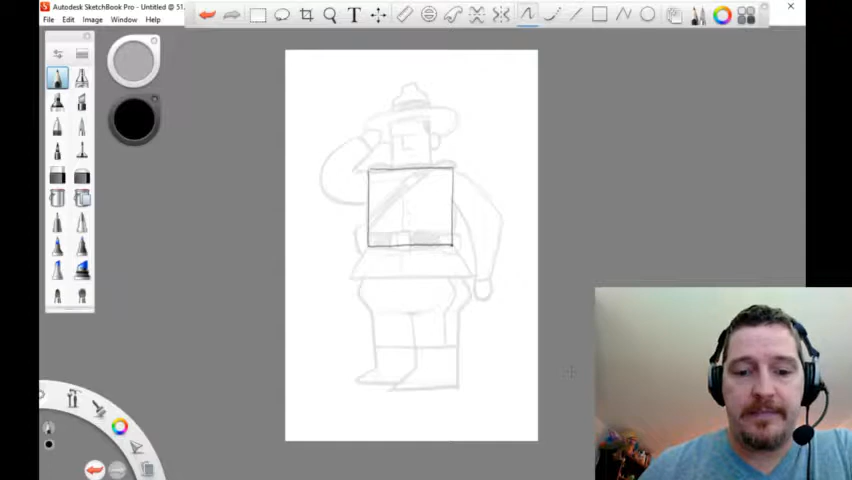 Autodesk SketchBook Pro - Untitled @ 51.
File Edit Image Window Help